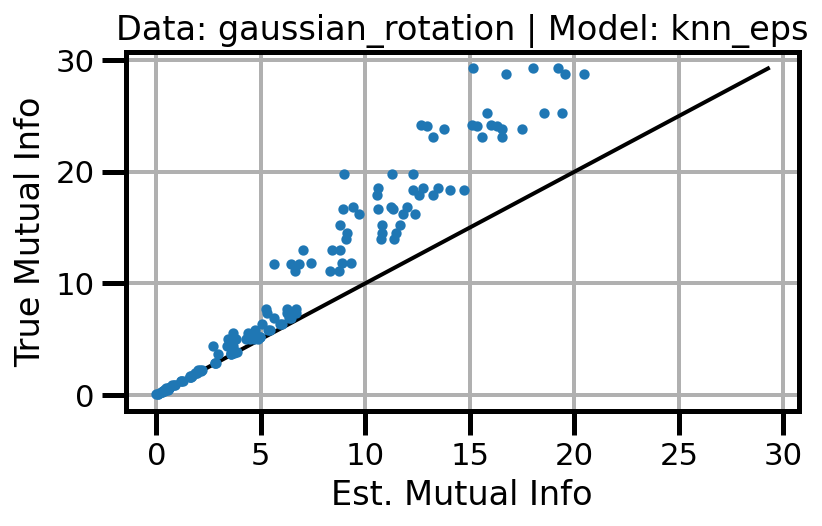 Data: gaussian_rotation | Model: knn_eps
True Mutual Info
30
20
10
0
0 5 10 15 20 25 30
Est. Mutual Info